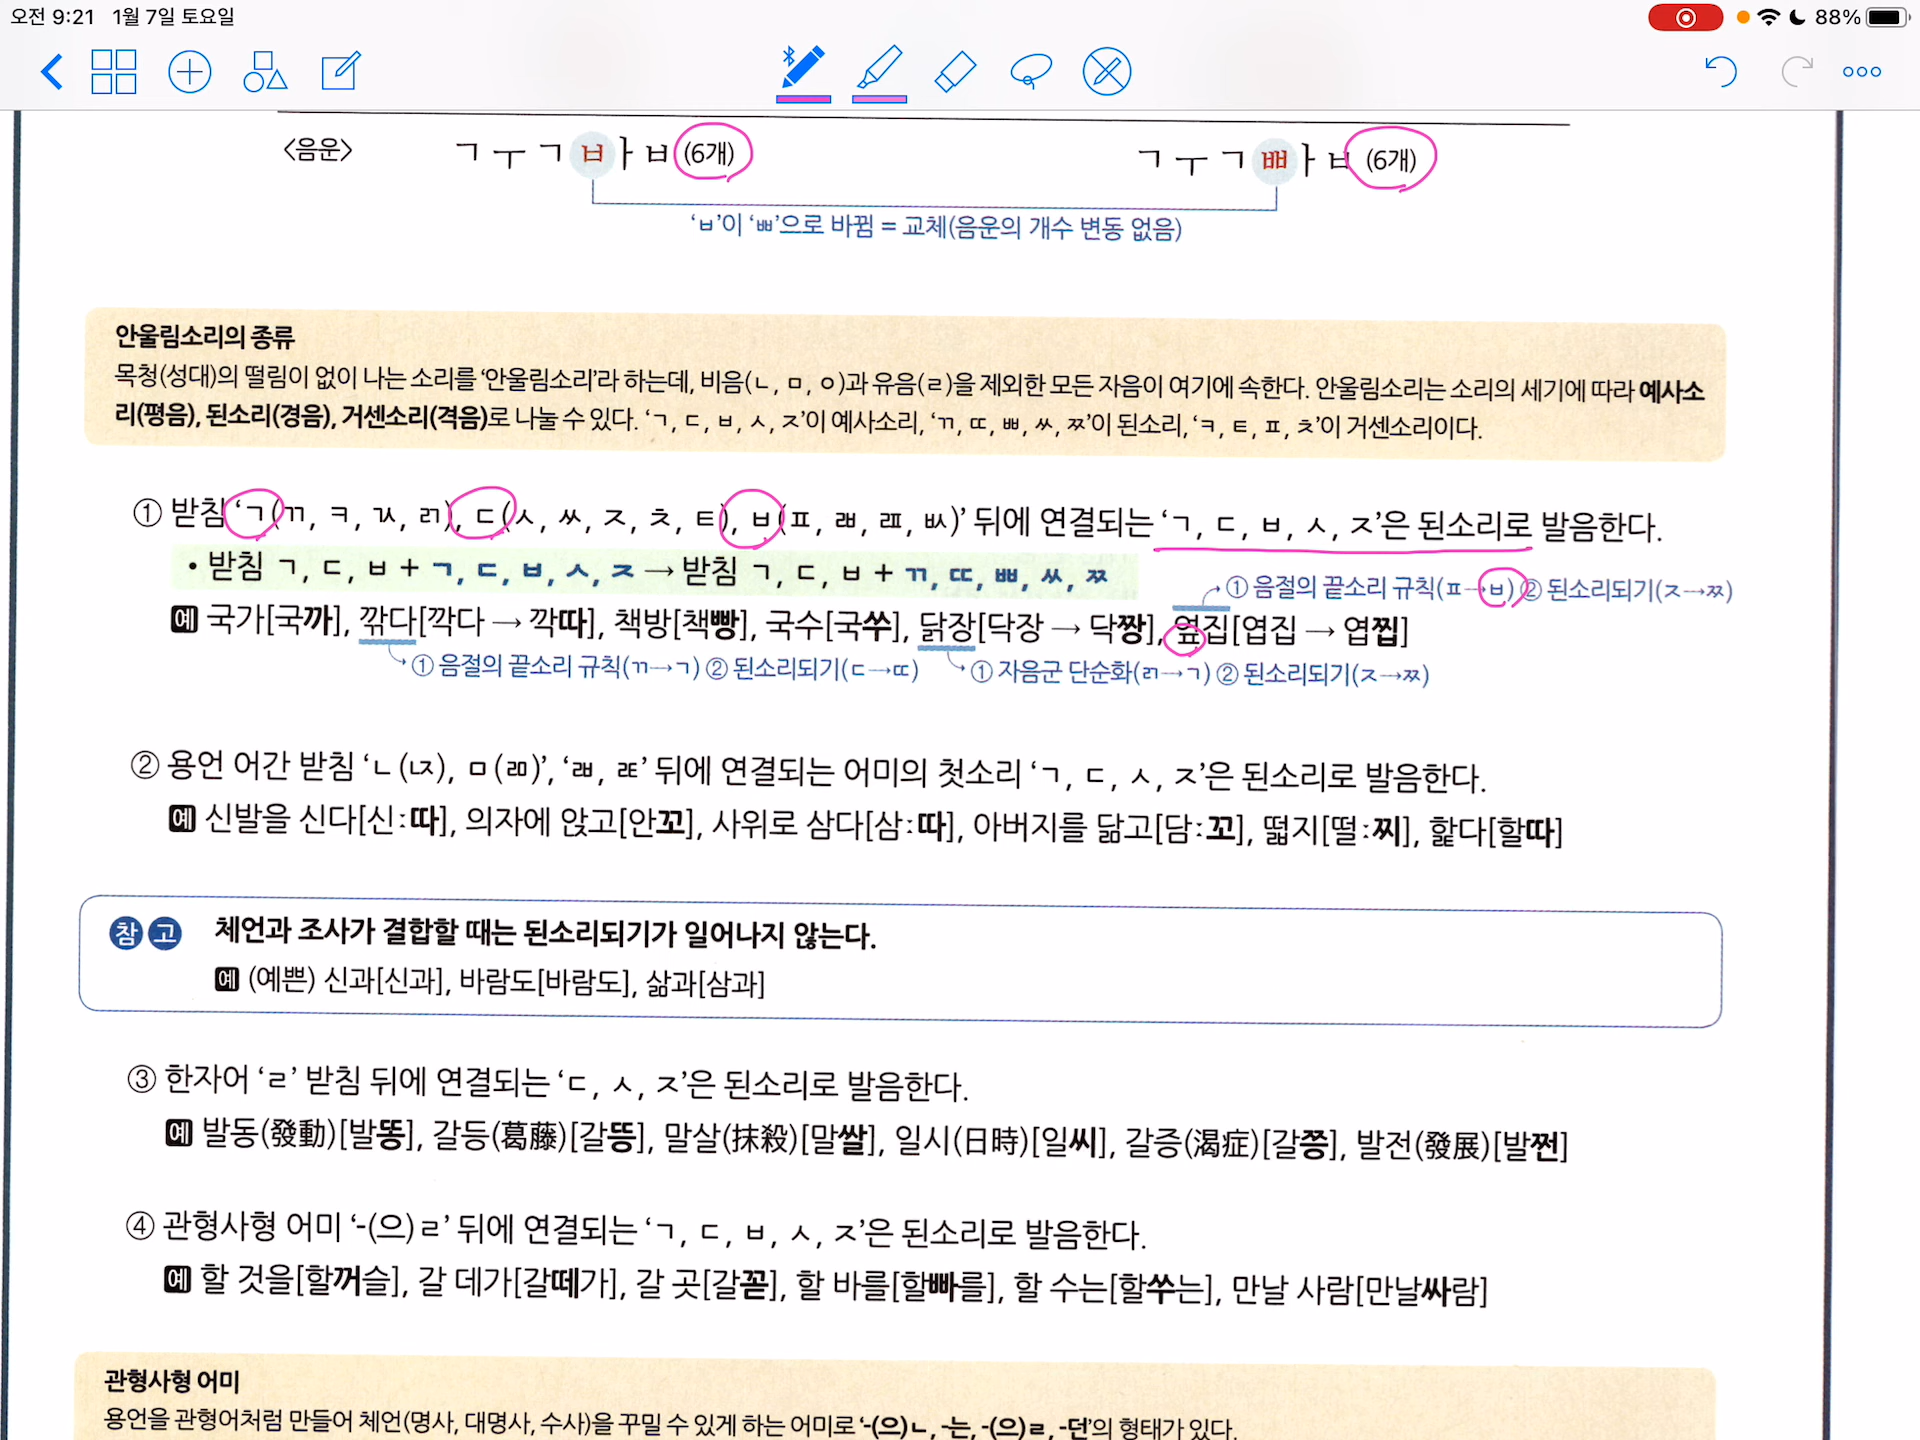 오전 9:21 1월 7일 토요일 88%
<음운> ㄱㅜㄱㅂㅏㅂ(6개) ㄱㅜㄱㅃㅏㅂ(6개)
‘ㅂ’이 ‘ㅃ’으로 바뀜 = 교체(음운의 개수 변동 없음)
안울림소리의 종류
목청(성대)의 떨림이 없이 나는 소리를 ‘안울림소리’라 하는데, 비음(ㄴ, ㅁ, ㅇ)과 유음(ㄹ)을 제외한 모든 자음이 여기에 속한다. 안울림소리는 소리의 세기에 따라 예사소
리(평음), 된소리(경음), 거센소리(격음)로 나눌 수 있다. ‘ㄱ, ㄷ, ㅂ, ㅅ, ㅈ’이 예사소리, ‘ㄲ, ㄸ, ㅃ, ㅆ, ㅉ’이 된소리, ‘ㅋ, ㅌ, ㅍ, ㅊ’이 거센소리이다.
① 받침 ‘ㄱ(ㄲ, ㅋ, ㄳ, ㄺ), ㄷ(ㅅ, ㅆ, ㅈ, ㅊ, ㅌ), ㅂ(ㅍ, ㄼ, ㄿ, ㅄ)’ 뒤에 연결되는 ‘ㄱ, ㄷ, ㅂ, ㅅ, ㅈ’은 된소리로 발음한다.
• 받침 ㄱ, ㄷ, ㅂ + ㄱ, ㄷ, ㅂ, ㅅ, ㅈ → 받침 ㄱ, ㄷ, ㅂ + ㄲ, ㄸ, ㅃ, ㅆ, ㅉ
① 음절의 끝소리 규칙(ㅍ→ㅂ) ② 된소리되기(ㅈ→ㅉ)
예 국가[국까], 깎다[깍다 → 깍따], 책방[책빵], 국수[국쑤], 닭장[닥장 → 닥짱], 옆집[엽집 → 엽찝]
① 음절의 끝소리 규칙(ㄲ→ㄱ) ② 된소리되기(ㄷ→ㄸ) ① 자음군 단순화(ㄺ→ㄱ) ② 된소리되기(ㅈ→ㅉ)
② 용언 어간 받침 ‘ㄴ(ㄵ), ㅁ(ㄻ)’, ‘ㄼ, ㄾ’ 뒤에 연결되는 어미의 첫소리 ‘ㄱ, ㄷ, ㅅ, ㅈ’은 된소리로 발음한다.
예 신발을 신다[신ː따], 의자에 앉고[안꼬], 사위로 삼다[삼ː따], 아버지를 닮고[담ː꼬], 떫지[떨ː찌], 핥다[할따]
참고 체언과 조사가 결합할 때는 된소리되기가 일어나지 않는다.
예 (예쁜) 신과[신과], 바람도[바람도], 삶과[삼과]
③ 한자어 ‘ㄹ’ 받침 뒤에 연결되는 ‘ㄷ, ㅅ, ㅈ’은 된소리로 발음한다.
예 발동(發動)[발똥], 갈등(葛藤)[갈뜽], 말살(抹殺)[말쌀], 일시(日時)[일씨], 갈증(渴症)[갈쯩], 발전(發展)[발쩐]
④ 관형사형 어미 ‘-(으)ㄹ’ 뒤에 연결되는 ‘ㄱ, ㄷ, ㅂ, ㅅ, ㅈ’은 된소리로 발음한다.
예 할 것을[할꺼슬], 갈 데가[갈떼가], 갈 곳[갈꼳], 할 바를[할빠를], 할 수는[할쑤는], 만날 사람[만날싸람]
관형사형 어미
용언을 관형어처럼 만들어 체언(명사, 대명사, 수사)을 꾸밀 수 있게 하는 어미로 ‘-(으)ㄴ, -는, -(으)ㄹ, -던’의 형태가 있다.